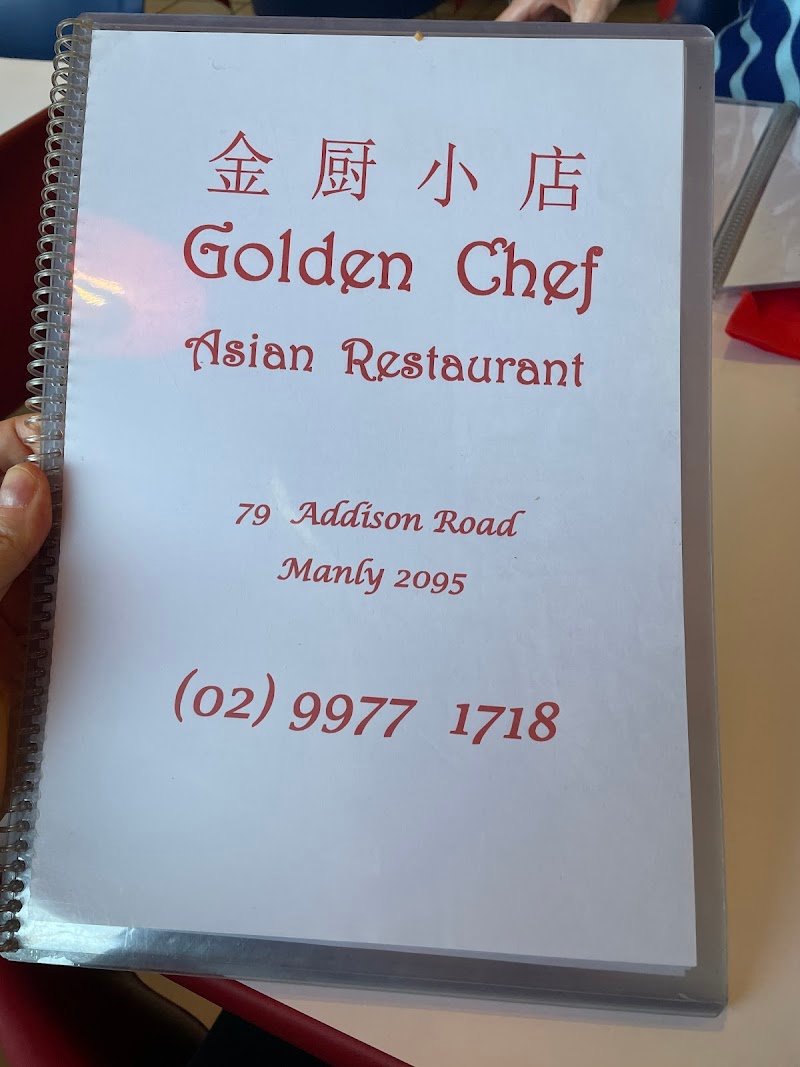 金厨小店
Golden Chef
Asian Restaurant
79 Addison Road
Manly 2095
(02) 9977 1718